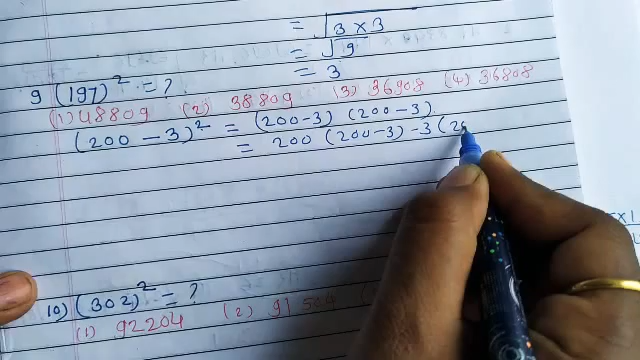 = √3 × 3
= √9
= 3
9 (197)² = ?
(1) 48809 (2) 38809 (3) 36908 (4) 36808
(200 - 3)² = (200-3) (200-3)
= 200 (200-3) -3 (20
10) (302)² = ?
(1) 92204 (2) 91504